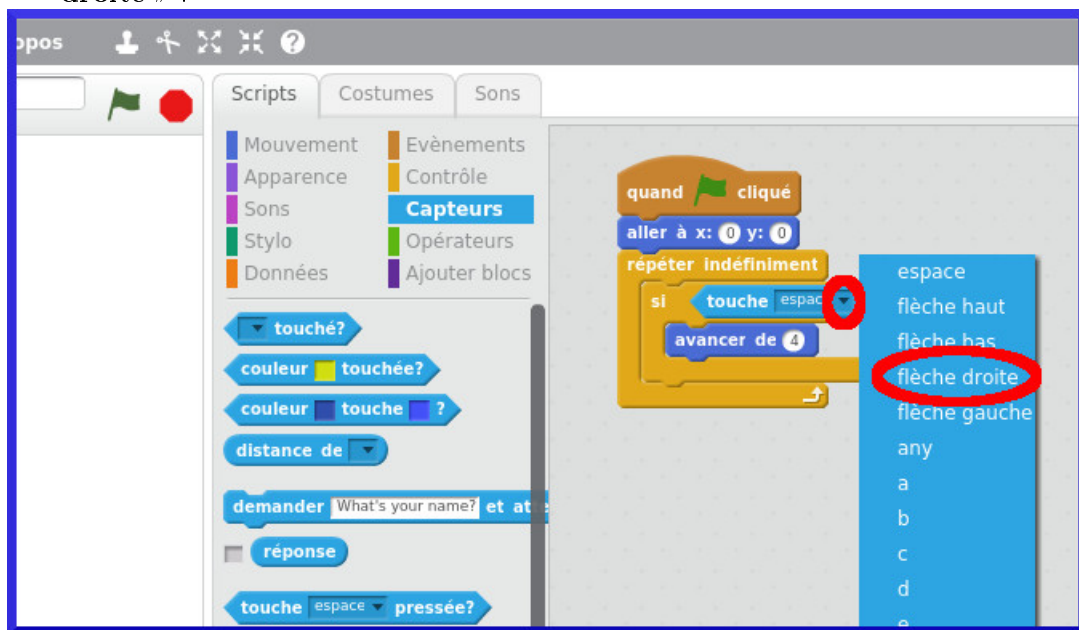 opos
Scripts Costumes Sons
Mouvement Evènements
Apparence Contrôle
Sons Capteurs
Stylo Opérateurs
Données Ajouter blocs
touché?
couleur touchée?
couleur touche ?
distance de
demander What's your name? et atte
réponse
touche espace pressée?
quand cliqué
aller à x: 0 y: 0
répéter indéfiniment
si touche espac
avancer de 4
espace
flèche haut
flèche bas
flèche droite
flèche gauche
any
a
b
c
d
e